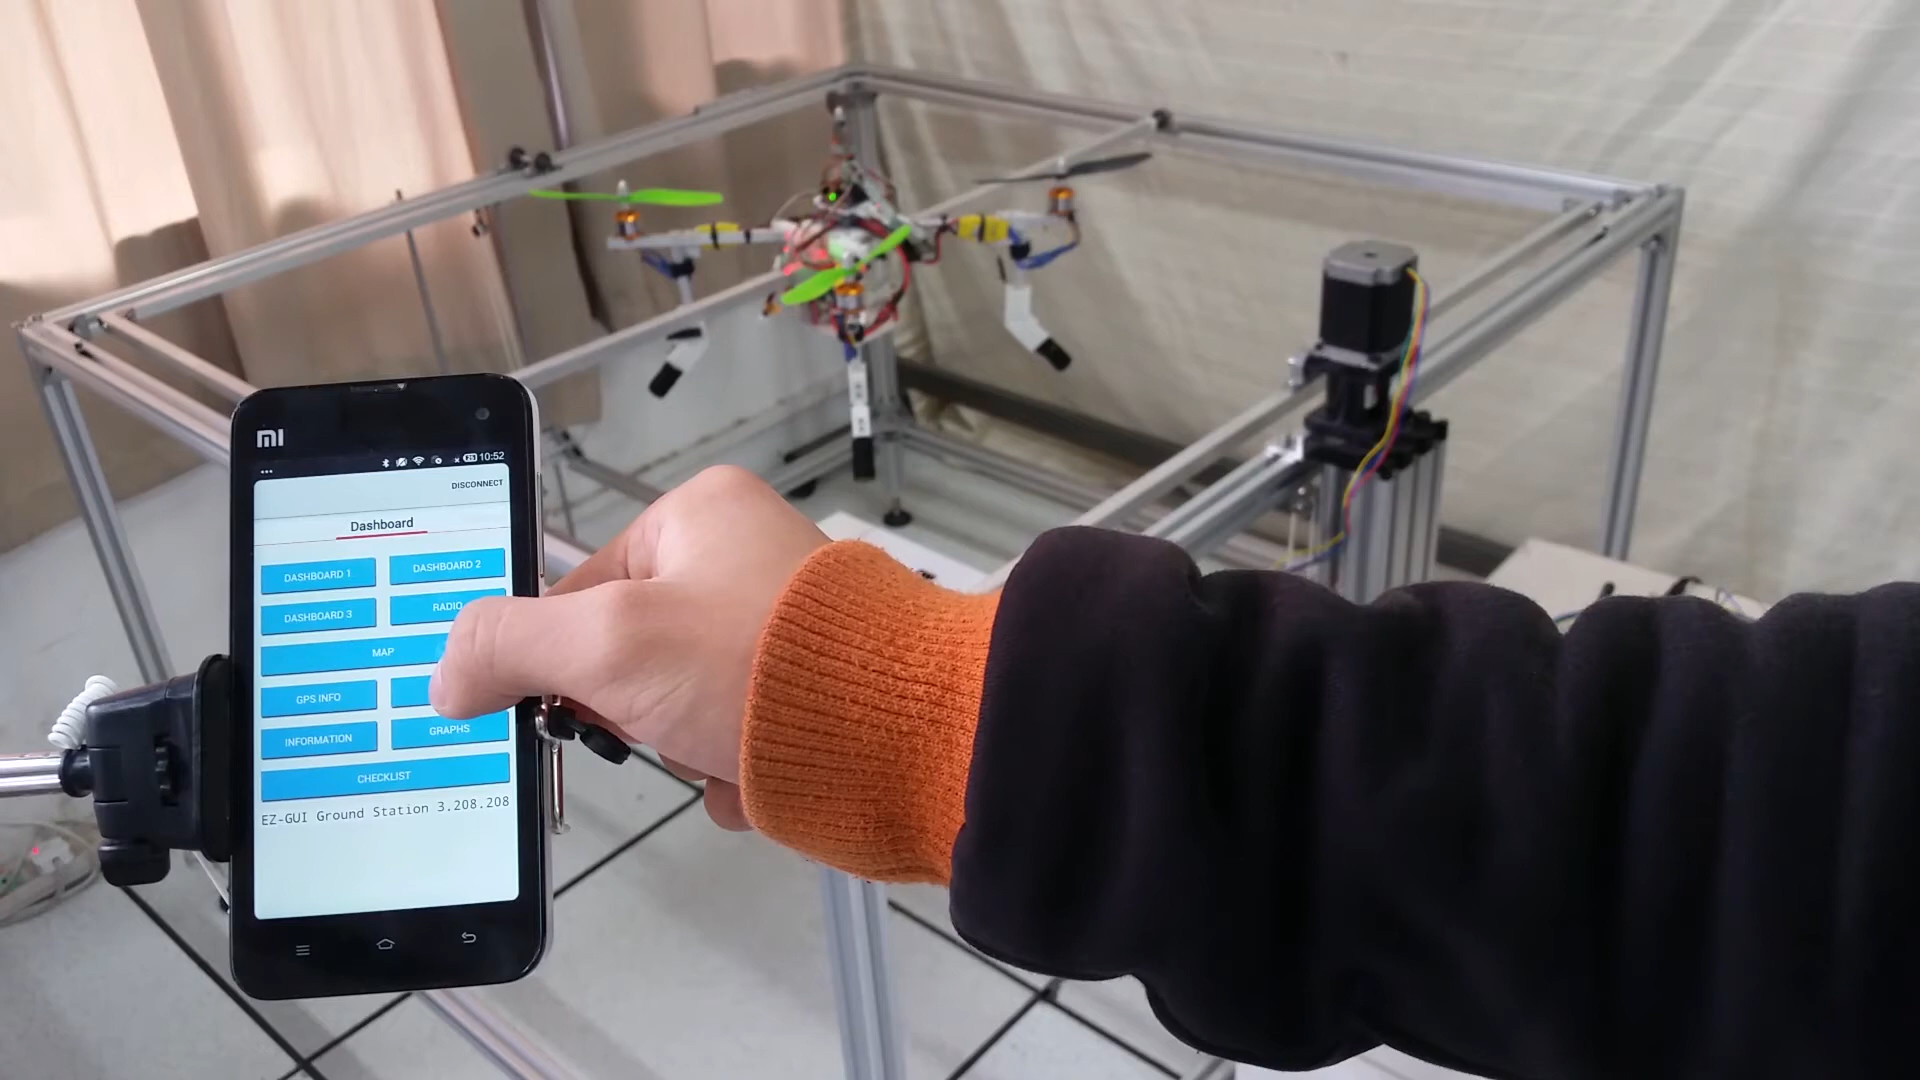 mi
10:52
DISCONNECT
Dashboard
DASHBOARD 1
DASHBOARD 2
DASHBOARD 3
RADIO
MAP
GPS INFO
INFORMATION
GRAPHS
CHECKLIST
EZ-GUI Ground Station 3.208.208